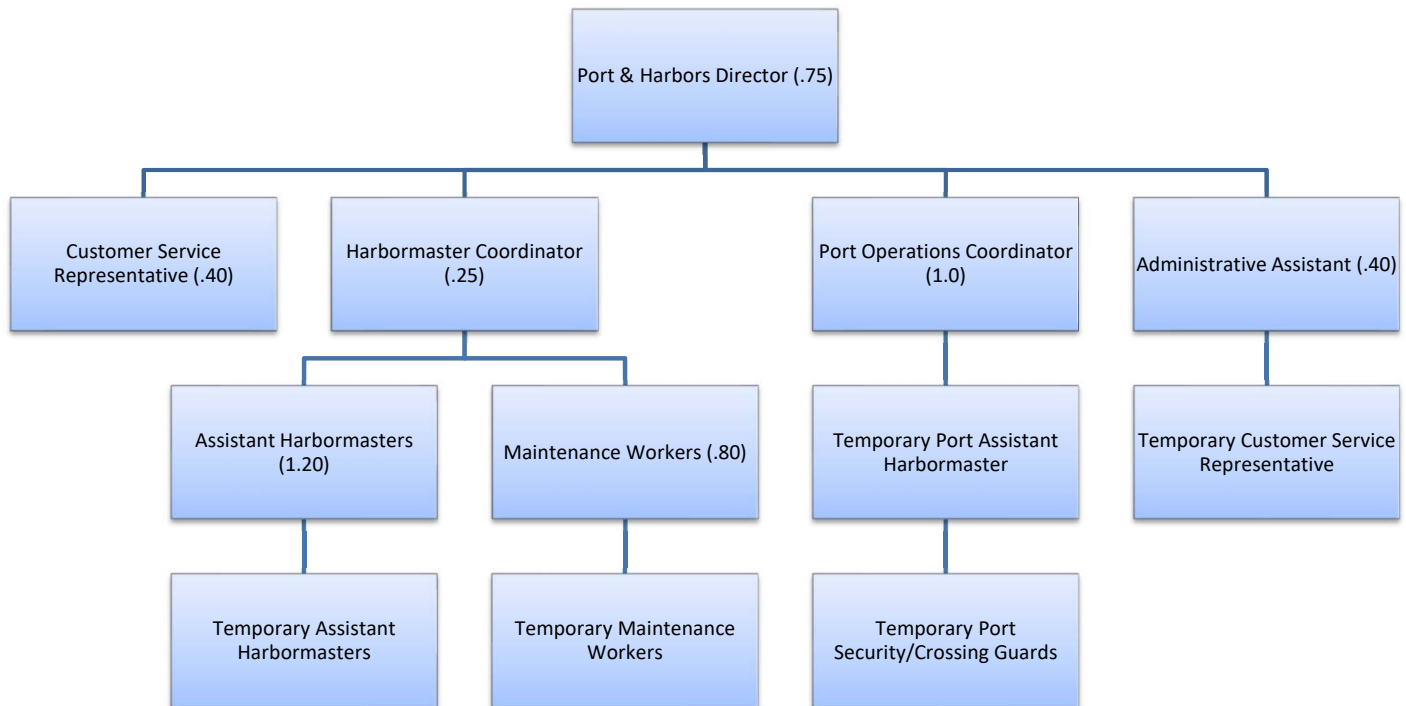 Port & Harbors Director (.75)
Customer Service
Representative (.40)
Harbormaster Coordinator
(.25)
Port Operations Coordinator
(1.0)
Administrative Assistant (.40)
Assistant Harbormasters
(1.20)
Maintenance Workers (.80)
Temporary Port Assistant
Harbormaster
Temporary Customer Service
Representative
Temporary Assistant
Harbormasters
Temporary Maintenance
Workers
Temporary Port
Security/Crossing Guards